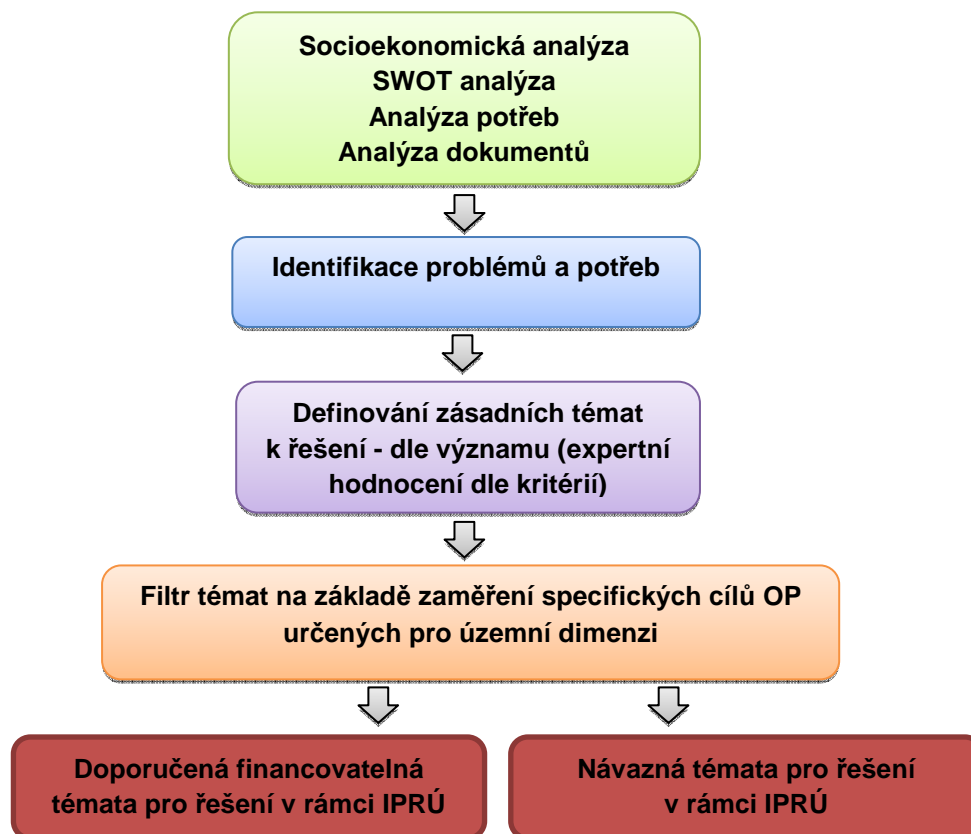 Socioekonomická analýza
SWOT analýza
Analýza potřeb
Analýza dokumentů
Identifikace problémů a potřeb
Definování zásadních témat
k řešení - dle významu (expertní
hodnocení dle kritérií)
Filtr témat na základě zaměření specifických cílů OP
určených pro územní dimenzi
Doporučená financovatelná
témata pro řešení v rámci IPRÚ
Návazná témata pro řešení
v rámci IPRÚ